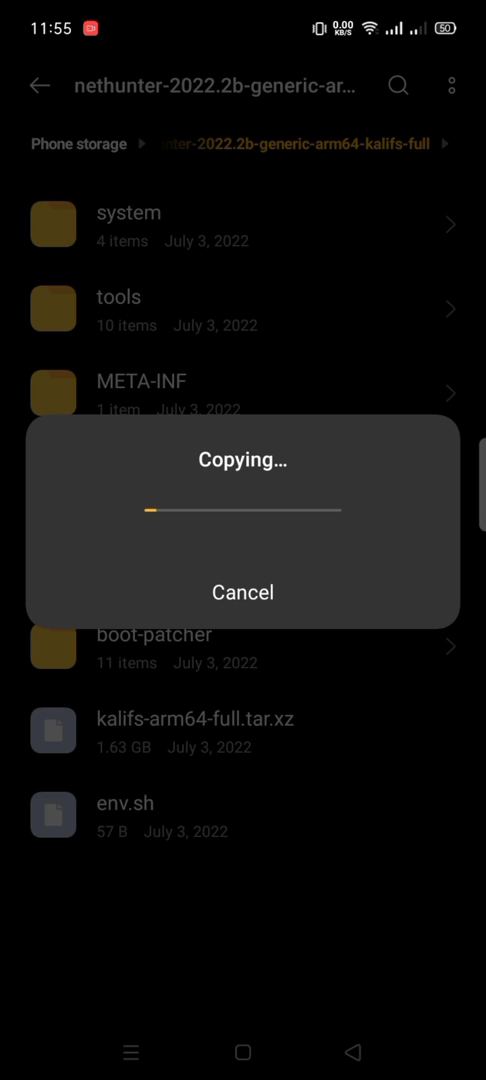 11:55
0.00
KB/S
50
nethunter-2022.2b-generic-ar...
Phone storage
nter-2022.2b-generic-arm64-kalifs-full
system
4 items July 3, 2022
tools
10 items July 3, 2022
META-INF
1 item July 3, 2022
Copying...
Cancel
boot-patcher
11 items July 3, 2022
kalifs-arm64-full.tar.xz
1.63 GB July 3, 2022
env.sh
57 B July 3, 2022